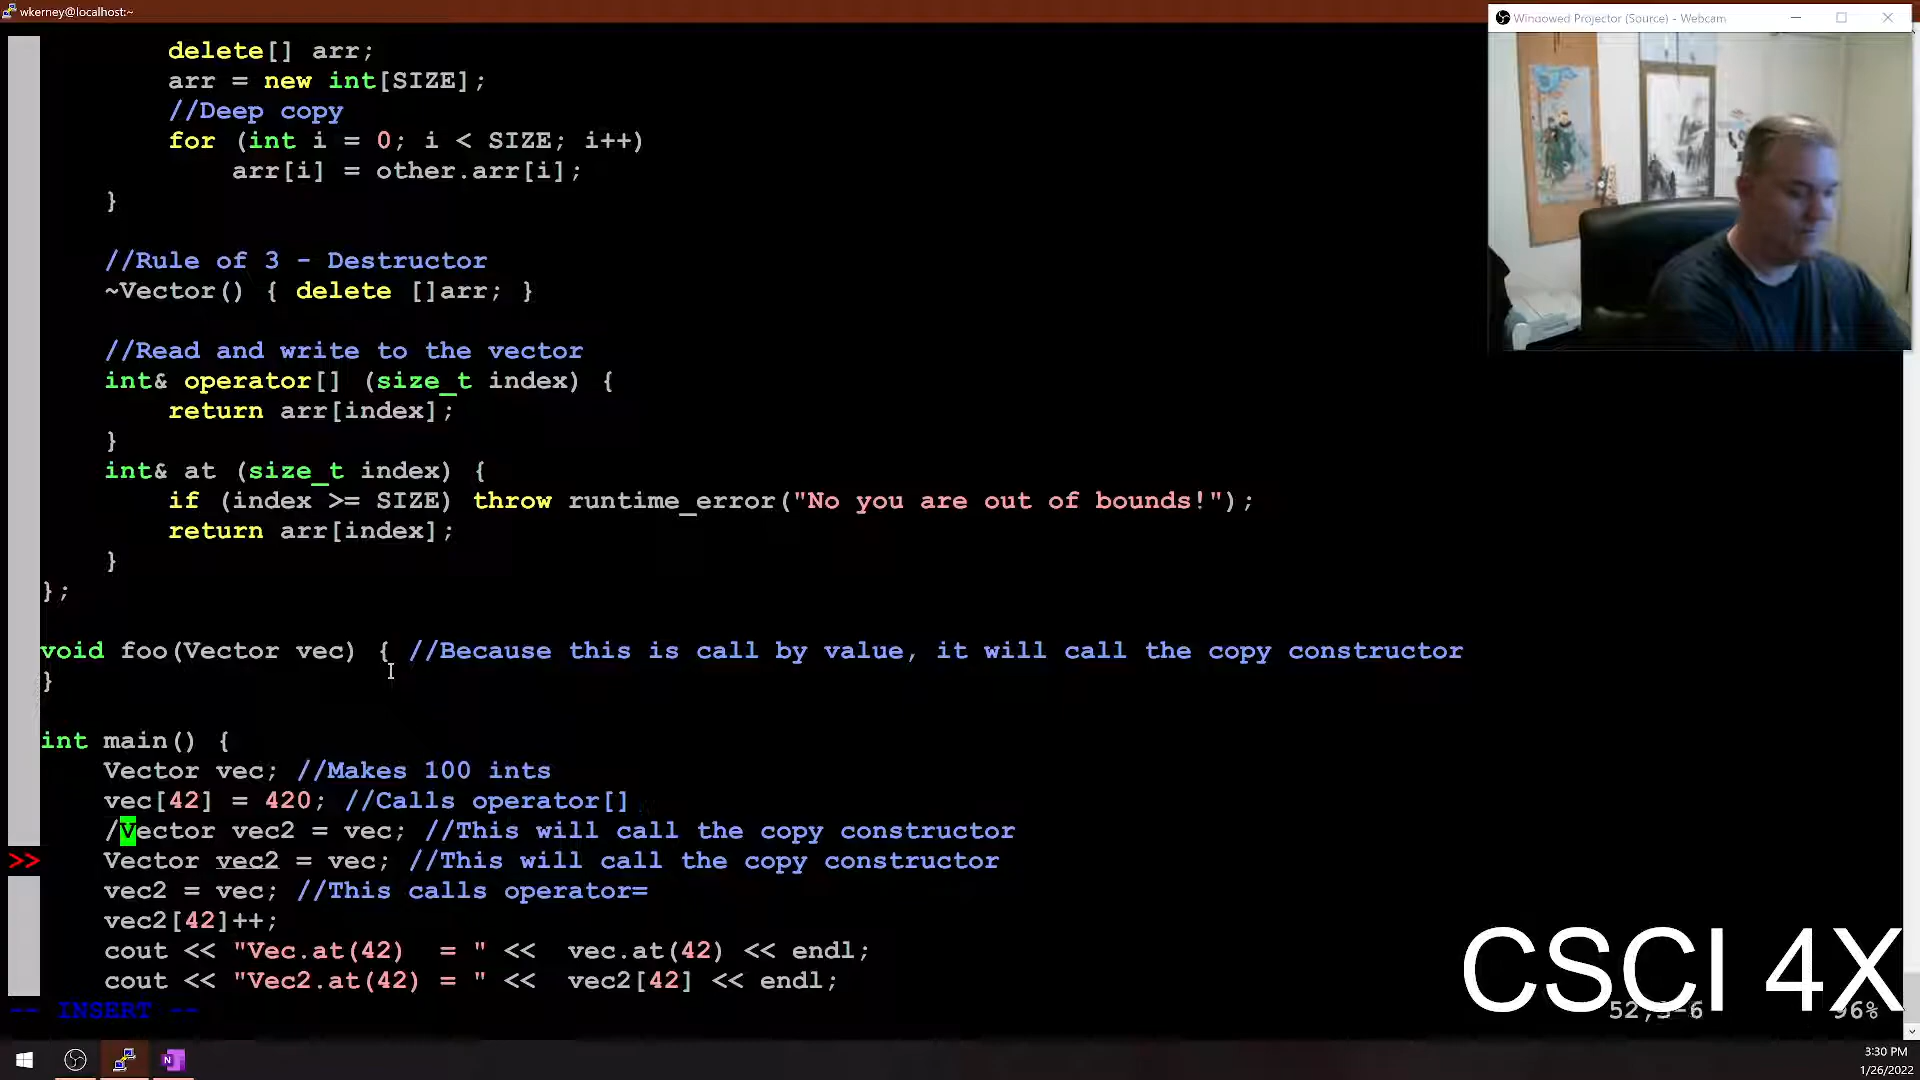 wkerney@localhost:~
Windowed Projector (Source) - Webcam
delete[] arr;
arr = new int[SIZE];
//Deep copy
for (int i = 0; i < SIZE; i++)
arr[i] = other.arr[i];
}
//Rule of 3 - Destructor
~Vector() { delete []arr; }
//Read and write to the vector
int& operator[] (size_t index) {
return arr[index];
}
int& at (size_t index) {
if (index >= SIZE) throw runtime_error("No you are out of bounds!");
return arr[index];
}
};
void foo(Vector vec) { //Because this is call by value, it will call the copy constructor
}
int main() {
Vector vec; //Makes 100 ints
vec[42] = 420; //Calls operator[]
/Vector vec2 = vec; //This will call the copy constructor
>> Vector vec2 = vec; //This will call the copy constructor
vec2 = vec; //This calls operator=
vec2[42]++;
cout << "Vec.at(42)  = " <<  vec.at(42) << endl;
cout << "Vec2.at(42) = " <<  vec2[42] << endl;
-- INSERT --
CSCI 4X
96%
3:30 PM
1/26/2022